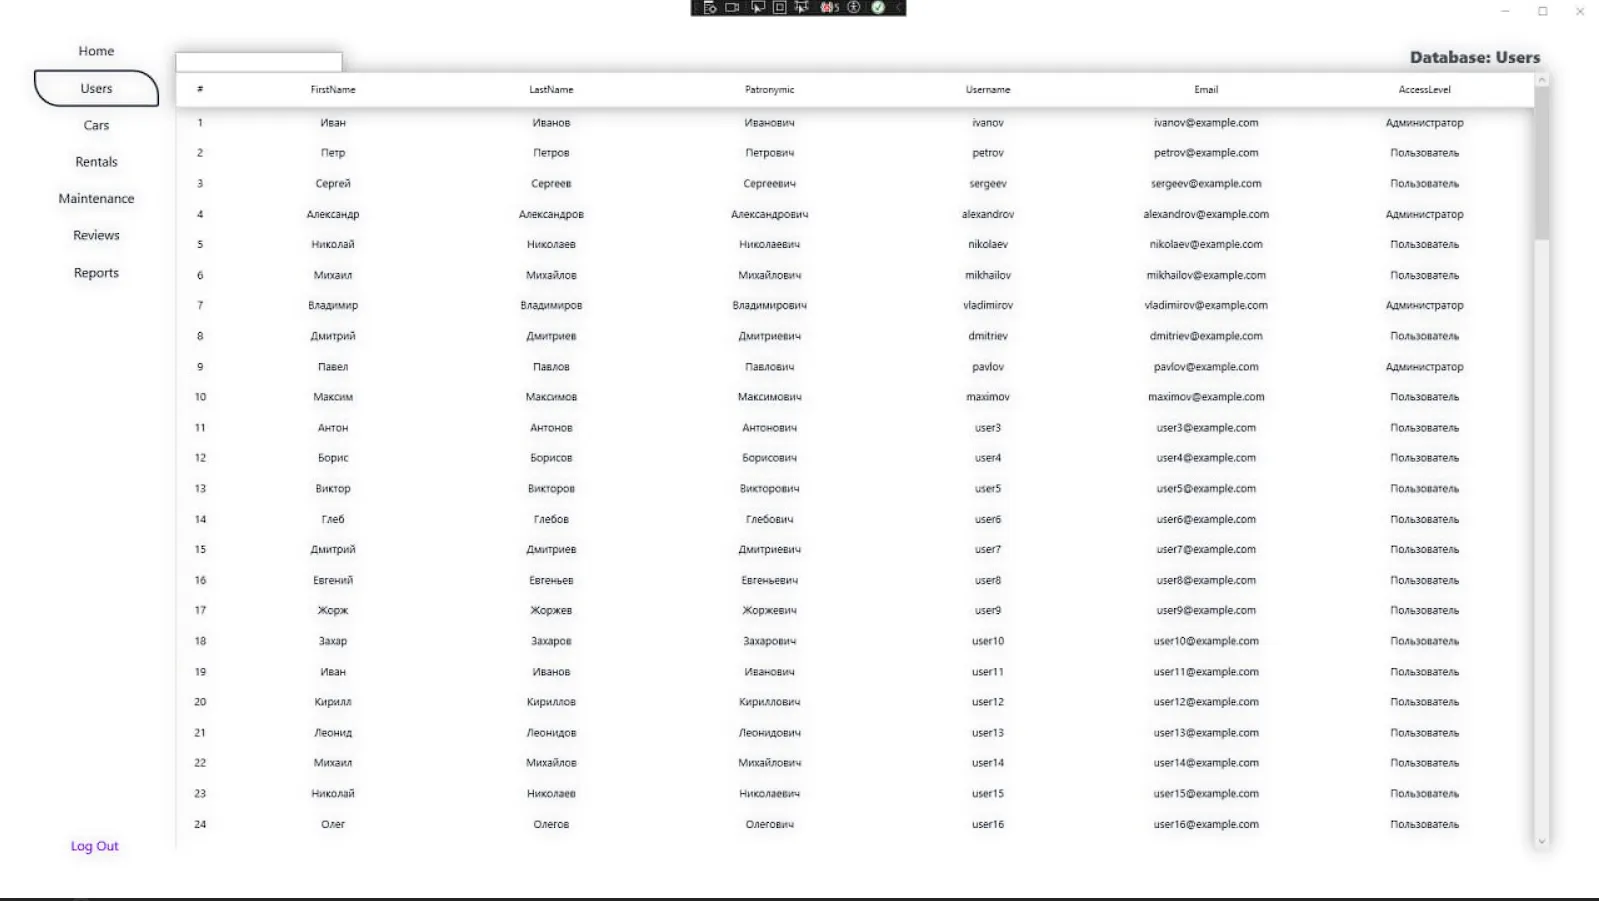 5
Home
Users
Cars
Rentals
Maintenance
Reviews
Reports
Log Out
Database: Users
# FirstName LastName Patronymic Username Email AccessLevel
1 Иван Иванов Иванович ivanov ivanov@example.com Администратор
2 Петр Петров Петрович petrov petrov@example.com Пользователь
3 Сергей Сергеев Сергеевич sergeev sergeev@example.com Пользователь
4 Александр Александров Александрович alexandrov alexandrov@example.com Администратор
5 Николай Николаев Николаевич nikolaev nikolaev@example.com Пользователь
6 Михаил Михайлов Михайлович mikhailov mikhailov@example.com Пользователь
7 Владимир Владимиров Владимирович vladimirov vladimirov@example.com Администратор
8 Дмитрий Дмитриев Дмитриевич dmitriev dmitriev@example.com Пользователь
9 Павел Павлов Павлович pavlov pavlov@example.com Администратор
10 Максим Максимов Максимович maximov maximov@example.com Пользователь
11 Антон Антонов Антонович user3 user3@example.com Пользователь
12 Борис Борисов Борисович user4 user4@example.com Пользователь
13 Виктор Викторов Викторович user5 user5@example.com Пользователь
14 Глеб Глебов Глебович user6 user6@example.com Пользователь
15 Дмитрий Дмитриев Дмитриевич user7 user7@example.com Пользователь
16 Евгений Евгеньев Евгеньевич user8 user8@example.com Пользователь
17 Жорж Жоржев Жоржевич user9 user9@example.com Пользователь
18 Захар Захаров Захарович user10 user10@example.com Пользователь
19 Иван Иванов Иванович user11 user11@example.com Пользователь
20 Кирилл Кириллов Кириллович user12 user12@example.com Пользователь
21 Леонид Леонидов Леонидович user13 user13@example.com Пользователь
22 Михаил Михайлов Михайлович user14 user14@example.com Пользователь
23 Николай Николаев Николаевич user15 user15@example.com Пользователь
24 Олег Олегов Олегович user16 user16@example.com Пользователь